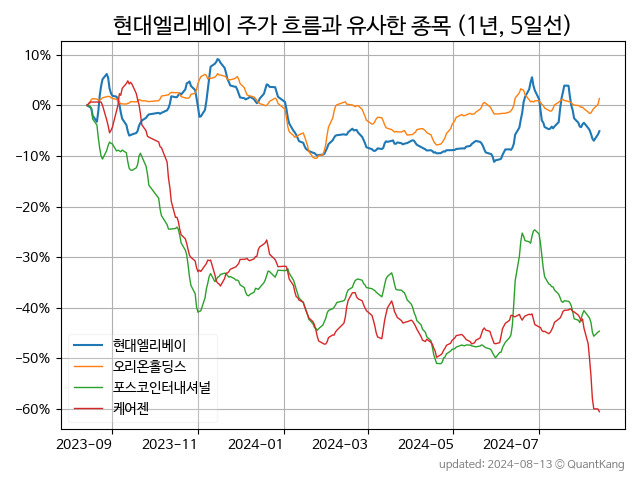 현대엘리베이 주가 흐름과 유사한 종목 (1년, 5일선)
10%
0%
−10%
−20%
−30%
−40%
−50%
−60%
현대엘리베이
오리온홀딩스
포스코인터내셔널
케어젠
2023-09 2023-11 2024-01 2024-03 2024-05 2024-07
updated: 2024-08-13 © QuantKang